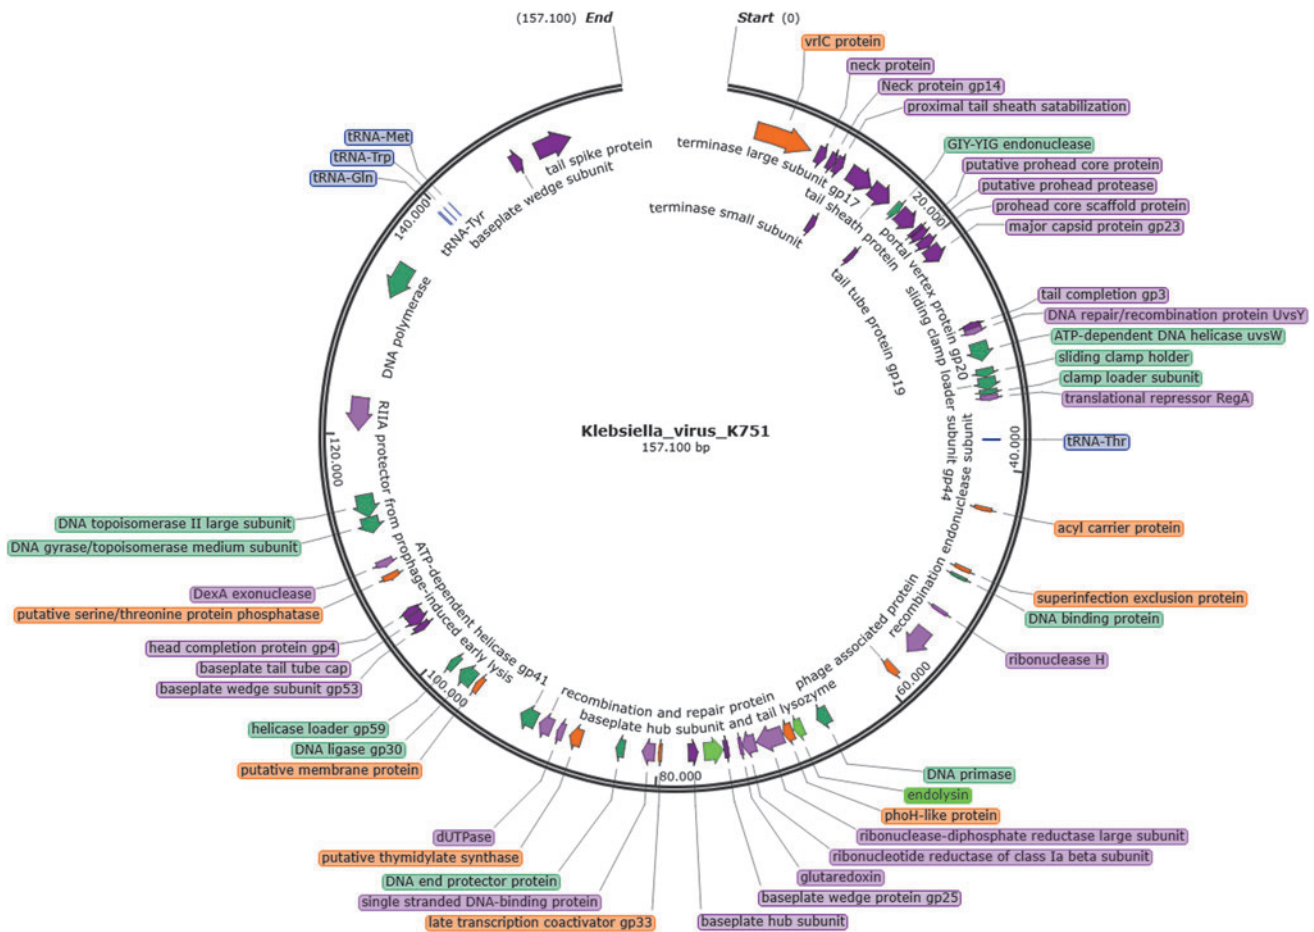 (157.100) End
Start (0)
vrlC protein
neck protein
Neck protein gp14
proximal tail sheath satabilization
GIY-YIG endonuclease
putative prohead core protein
putative prohead protease
prohead core scaffold protein
major capsid protein gp23
tail completion gp3
DNA repair/recombination protein UvsY
ATP-dependent DNA helicase uvsW
sliding clamp holder
clamp loader subunit
translational repressor RegA
tRNA-Thr
acyl carrier protein
superinfection exclusion protein
DNA binding protein
ribonuclease H
DNA primase
endolysin
phoH-like protein
ribonuclease-diphosphate reductase large subunit
ribonucleotide reductase of class Ia beta subunit
glutaredoxin
baseplate wedge protein gp25
baseplate hub subunit
late transcription coactivator gp33
single stranded DNA-binding protein
DNA end protector protein
putative thymidylate synthase
dUTPase
putative membrane protein
DNA ligase gp30
helicase loader gp59
baseplate wedge subunit gp53
baseplate tail tube cap
head completion protein gp4
putative serine/threonine protein phosphatase
DexA exonuclease
DNA gyrase/topoisomerase medium subunit
DNA topoisomerase II large subunit
tRNA-Gln
tRNA-Trp
tRNA-Met
20.000
40.000
60.000
80.000
100.000
120.000
140.000
terminase large subunit gp17
terminase small subunit
tail sheath protein
tail tube protein gp19
portal vertex protein gp20
sliding clamp loader subunit gp44
recombination endonuclease subunit
phage associated protein
baseplate hub subunit and tail lysozyme
recombination and repair protein
ATP-dependent helicase gp41
RIIA protector from prophage-induced early lysis
DNA polymerase
tRNA-Tyr
baseplate wedge subunit
tail spike protein
Klebsiella_virus_K751
157.100 bp